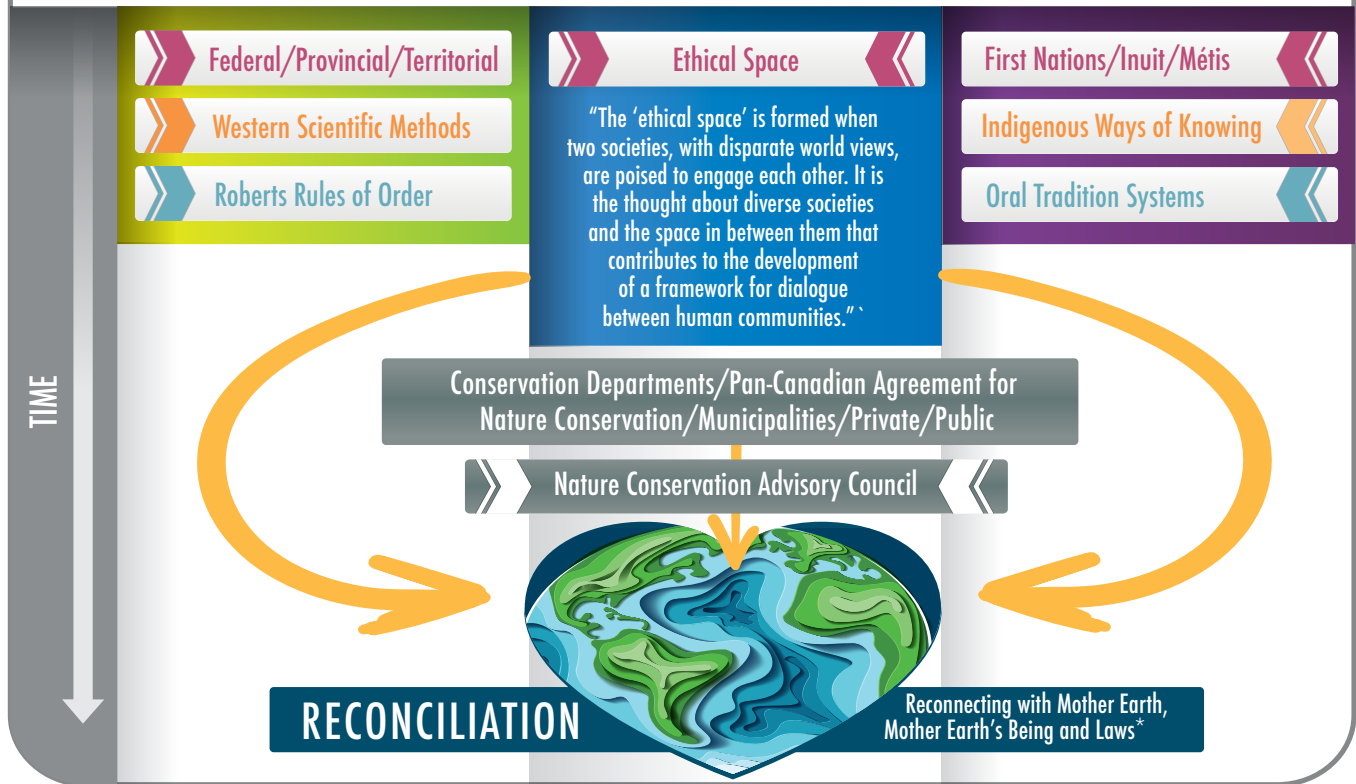 Federal/Provincial/Territorial
Western Scientific Methods
Roberts Rules of Order
Ethical Space
"The 'ethical space' is formed when
two societies, with disparate world views,
are poised to engage each other. It is
the thought about diverse societies
and the space in between them that
contributes to the development
of a framework for dialogue
between human communities." `
First Nations/Inuit/Métis
Indigenous Ways of Knowing
Oral Tradition Systems
TIME
Conservation Departments/Pan-Canadian Agreement for
Nature Conservation/Municipalities/Private/Public
Nature Conservation Advisory Council
RECONCILIATION
Reconnecting with Mother Earth,
Mother Earth's Being and Laws*